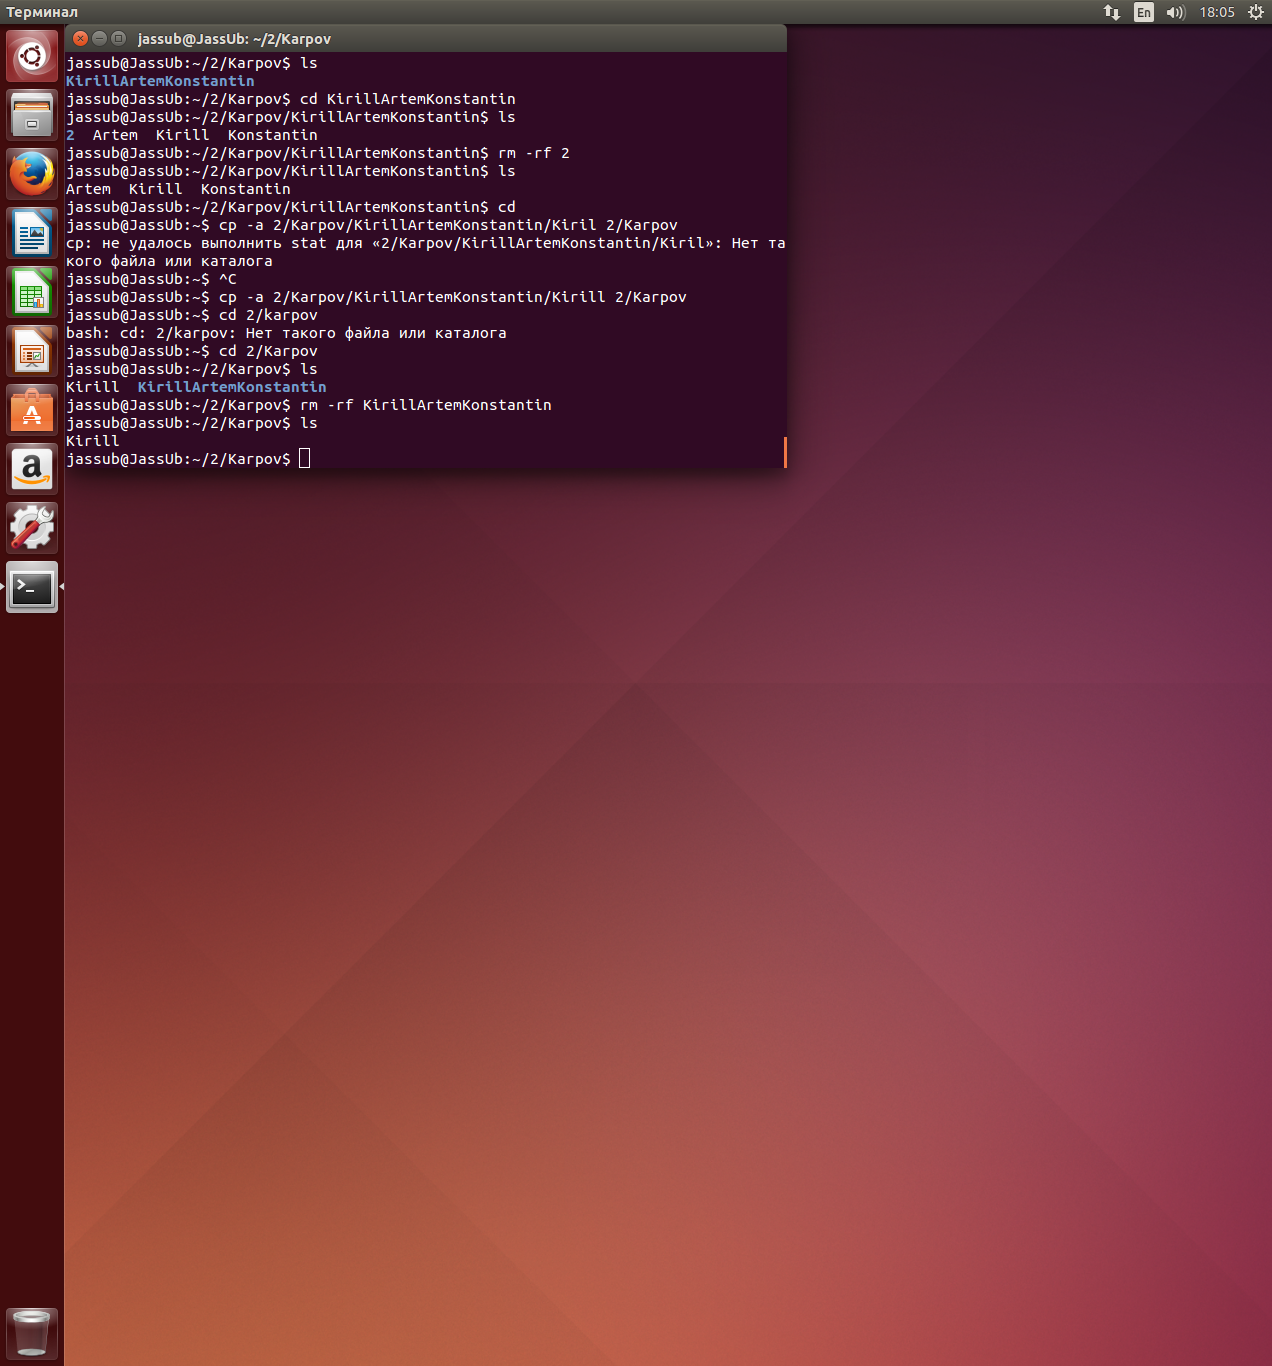 Терминал
En
18:05
jassub@JassUb: ~/2/Karpov
jassub@JassUb:~/2/Karpov$ ls
KirillArtemKonstantin
jassub@JassUb:~/2/Karpov$ cd KirillArtemKonstantin
jassub@JassUb:~/2/Karpov/KirillArtemKonstantin$ ls
2  Artem  Kirill  Konstantin
jassub@JassUb:~/2/Karpov/KirillArtemKonstantin$ rm -rf 2
jassub@JassUb:~/2/Karpov/KirillArtemKonstantin$ ls
Artem  Kirill  Konstantin
jassub@JassUb:~/2/Karpov/KirillArtemKonstantin$ cd
jassub@JassUb:~$ cp -a 2/Karpov/KirillArtemKonstantin/Kiril 2/Karpov
cp: не удалось выполнить stat для «2/Karpov/KirillArtemKonstantin/Kiril»: Нет та
кого файла или каталога
jassub@JassUb:~$ ^C
jassub@JassUb:~$ cp -a 2/Karpov/KirillArtemKonstantin/Kirill 2/Karpov
jassub@JassUb:~$ cd 2/karpov
bash: cd: 2/karpov: Нет такого файла или каталога
jassub@JassUb:~$ cd 2/Karpov
jassub@JassUb:~/2/Karpov$ ls
Kirill  KirillArtemKonstantin
jassub@JassUb:~/2/Karpov$ rm -rf KirillArtemKonstantin
jassub@JassUb:~/2/Karpov$ ls
Kirill
jassub@JassUb:~/2/Karpov$